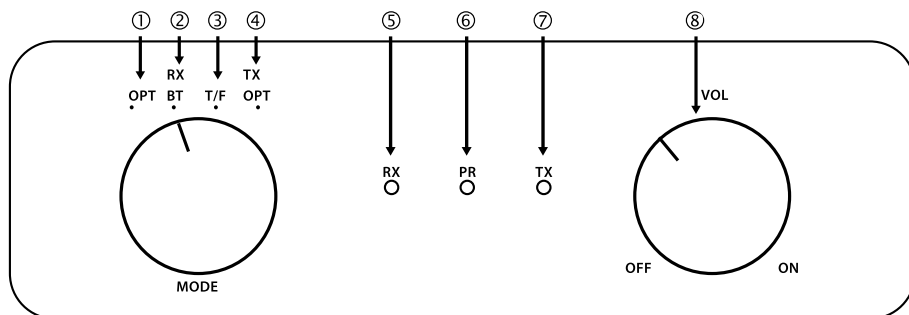 ① ② ③ ④ ⑤ ⑥ ⑦ ⑧
RX TX
OPT BT T/F OPT VOL
RX PR TX
OFF ON
MODE